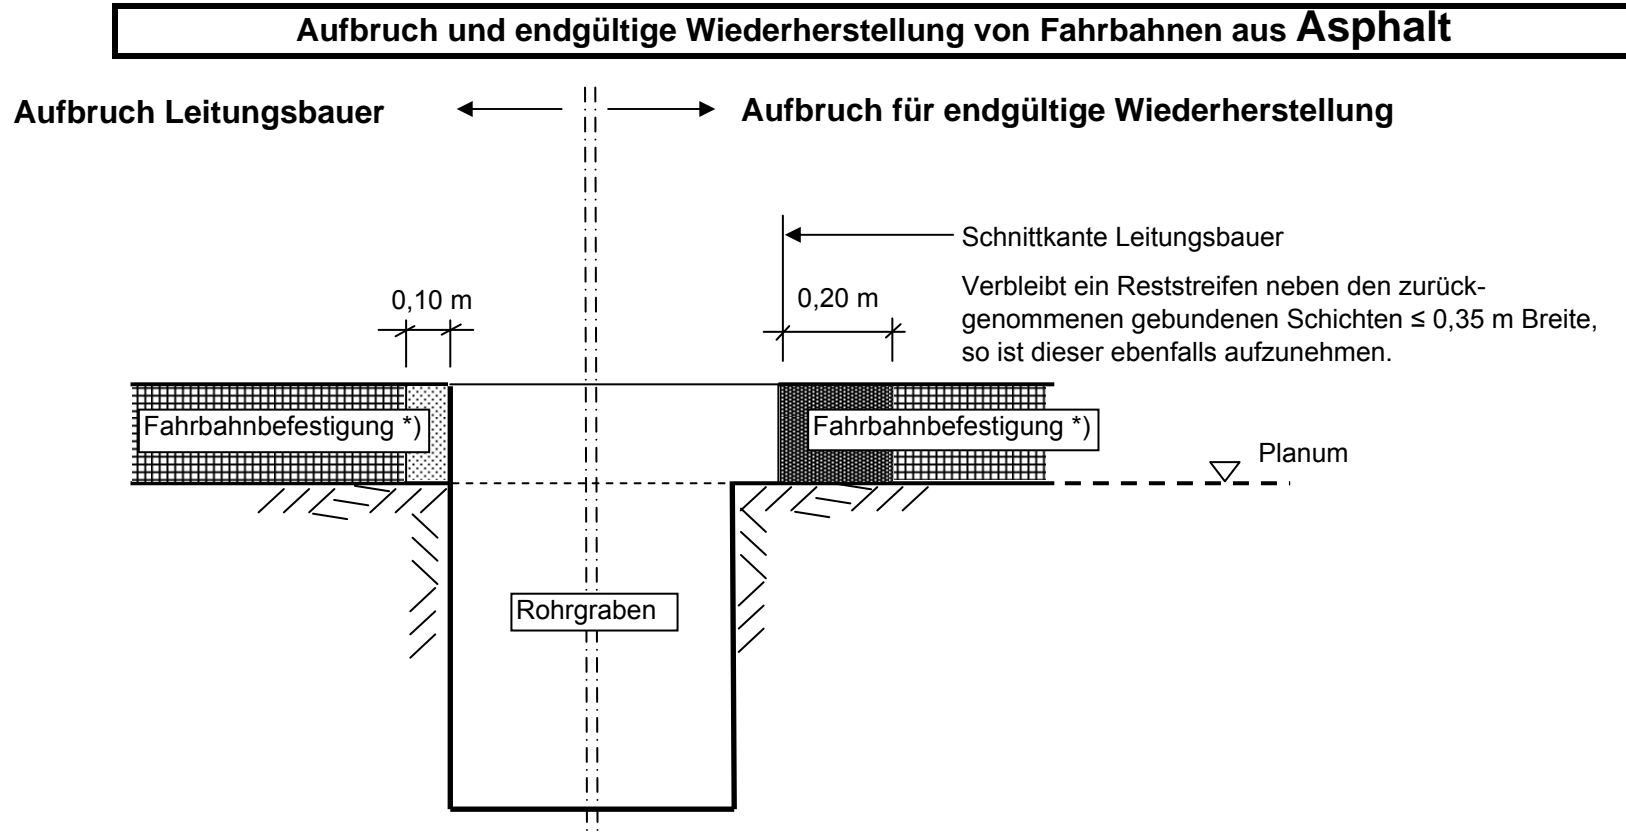 Aufbruch und endgültige Wiederherstellung von Fahrbahnen aus Asphalt
Aufbruch Leitungsbauer
Aufbruch für endgültige Wiederherstellung
Schnittkante Leitungsbauer
0,10 m
0,20 m
Verbleibt ein Reststreifen neben den zurück-
genommenen gebundenen Schichten ≤ 0,35 m Breite,
so ist dieser ebenfalls aufzunehmen.
Fahrbahnbefestigung *)
Fahrbahnbefestigung *)
Planum
Rohrgraben